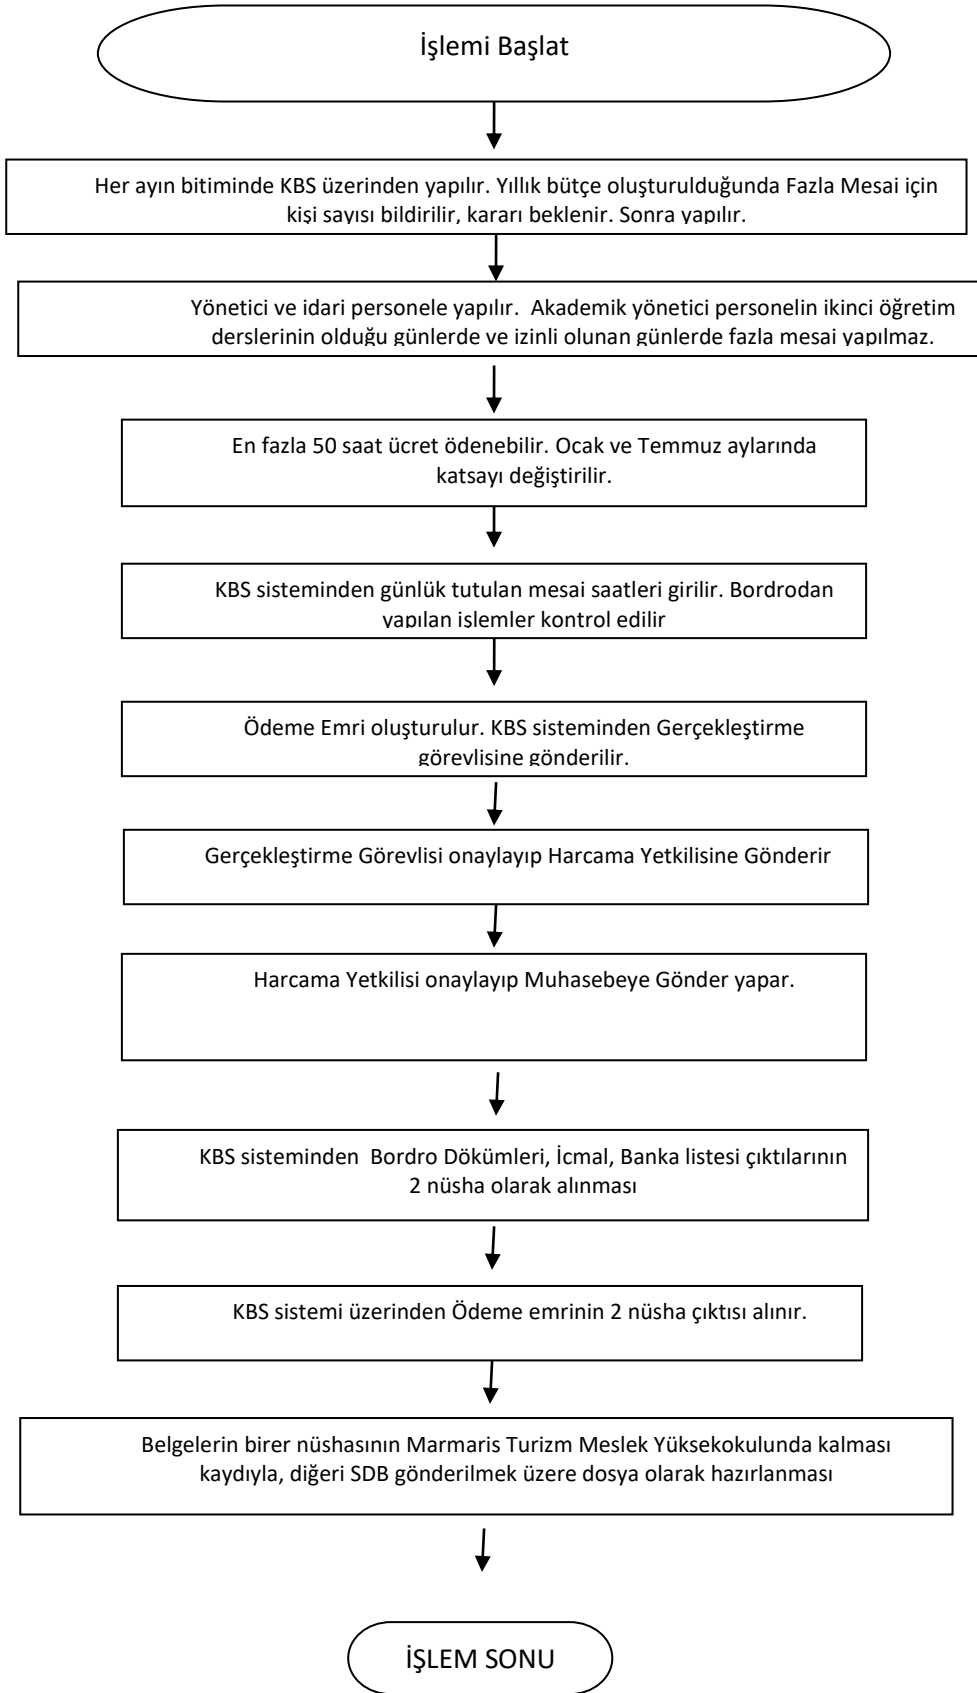 İşlemi Başlat
Her ayın bitiminde KBS üzerinden yapılır. Yıllık bütçe oluşturulduğunda Fazla Mesai için
kişi sayısı bildirilir, kararı beklenir. Sonra yapılır.
Yönetici ve idari personele yapılır. Akademik yönetici personelin ikinci öğretim
derslerinin olduğu günlerde ve izinli olunan günlerde fazla mesai yapılmaz.
En fazla 50 saat ücret ödenebilir. Ocak ve Temmuz aylarında
katsayı değiştirilir.
KBS sisteminden günlük tutulan mesai saatleri girilir. Bordrodan
yapılan işlemler kontrol edilir
Ödeme Emri oluşturulur. KBS sisteminden Gerçekleştirme
görevlisine gönderilir.
Gerçekleştirme Görevlisi onaylayıp Harcama Yetkilisine Gönderir
Harcama Yetkilisi onaylayıp Muhasebeye Gönder yapar.
KBS sisteminden Bordro Dökümleri, İcmal, Banka listesi çıktılarının
2 nüsha olarak alınması
KBS sistemi üzerinden Ödeme emrinin 2 nüsha çıktısı alınır.
Belgelerin birer nüshasının Marmaris Turizm Meslek Yüksekokulunda kalması
kaydıyla, diğeri SDB gönderilmek üzere dosya olarak hazırlanması
İŞLEM SONU